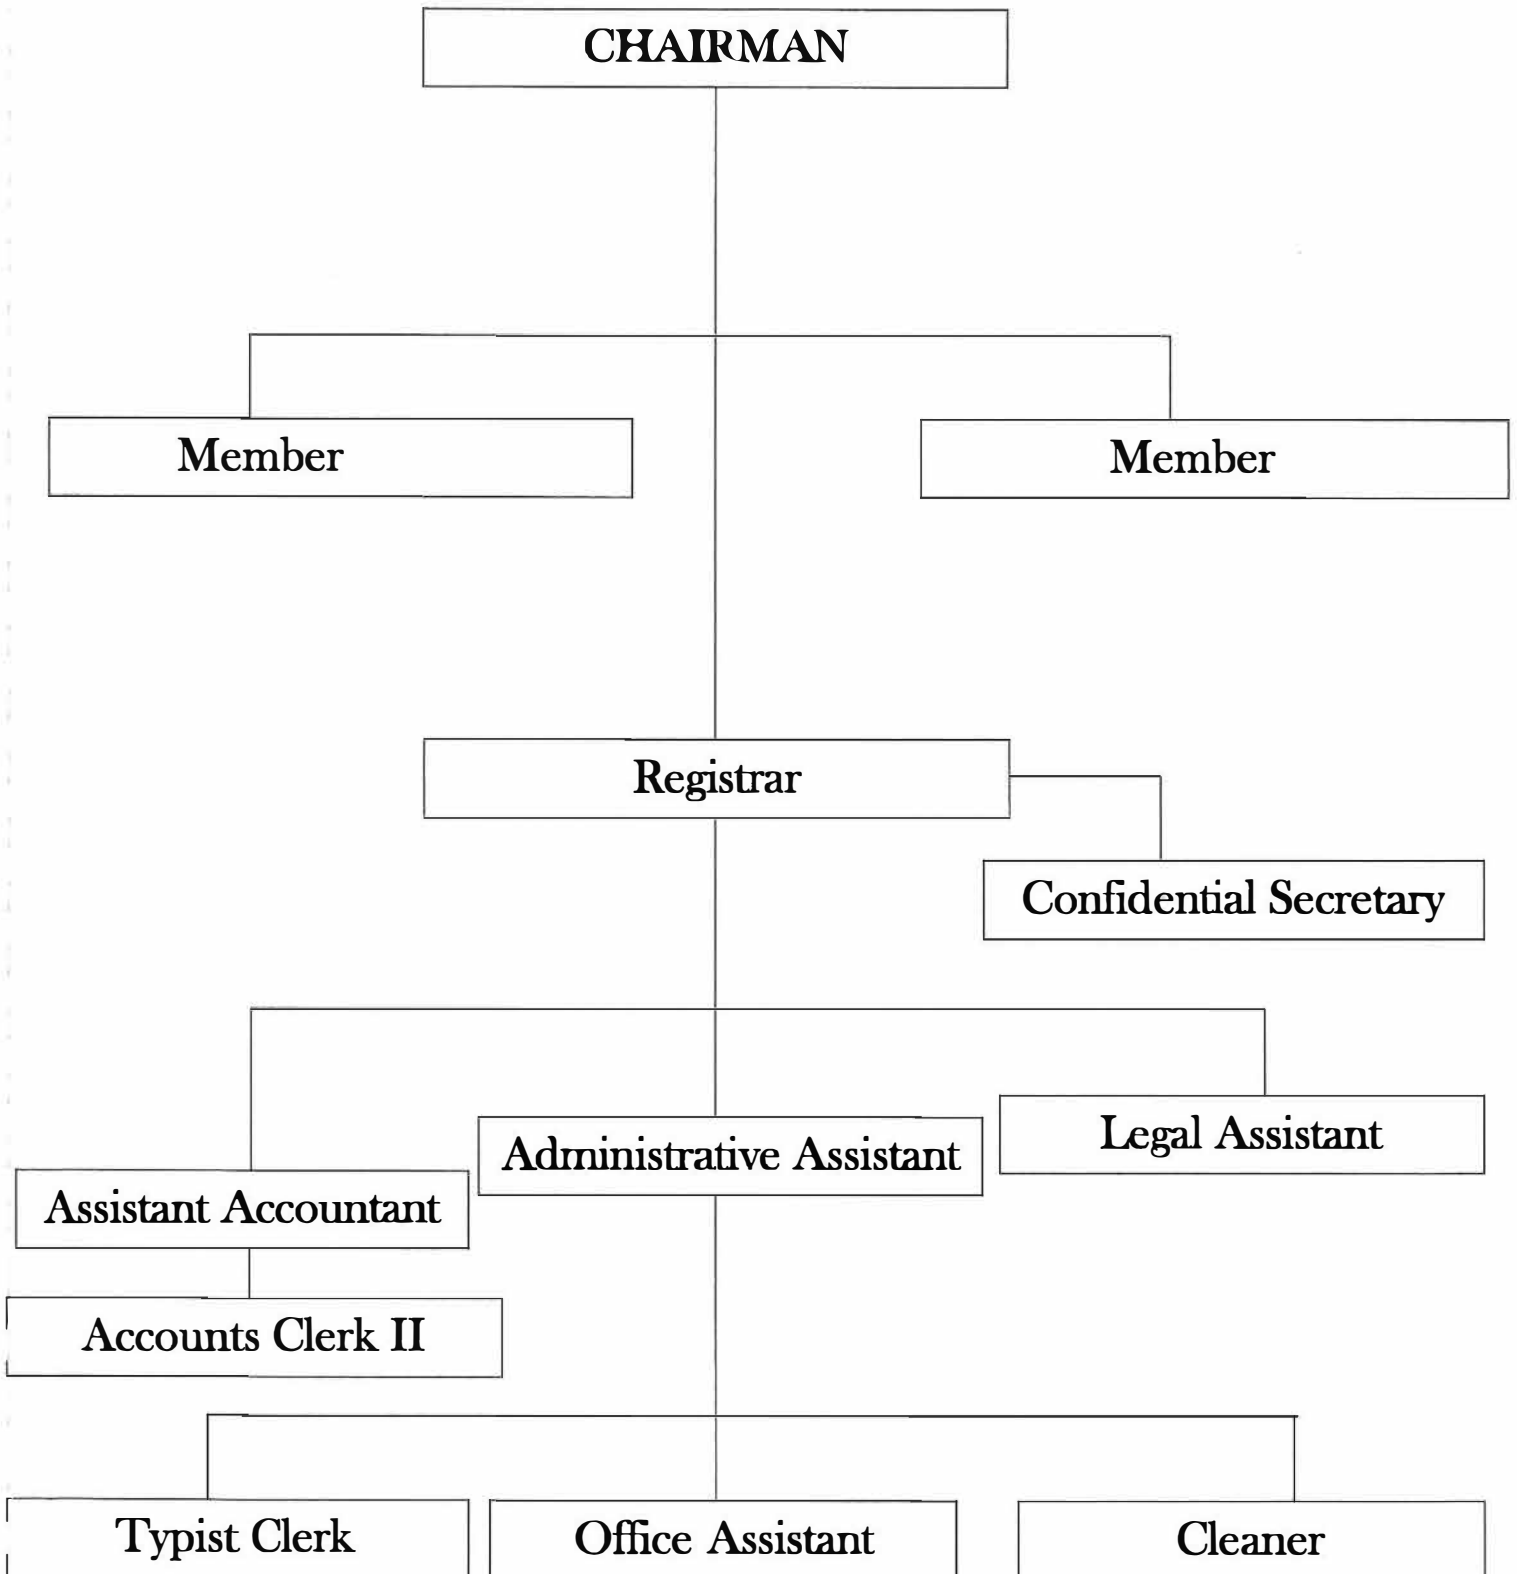 CHAIRMAN
Member
Member
Registrar
Confidential Secretary
Legal Assistant
Administrative Assistant
Assistant Accountant
Accounts Clerk II
Typist Clerk
Office Assistant
Cleaner